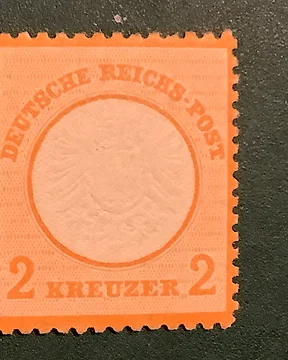 DEUTSCHE REICHS-POST
2 KREUZER 2